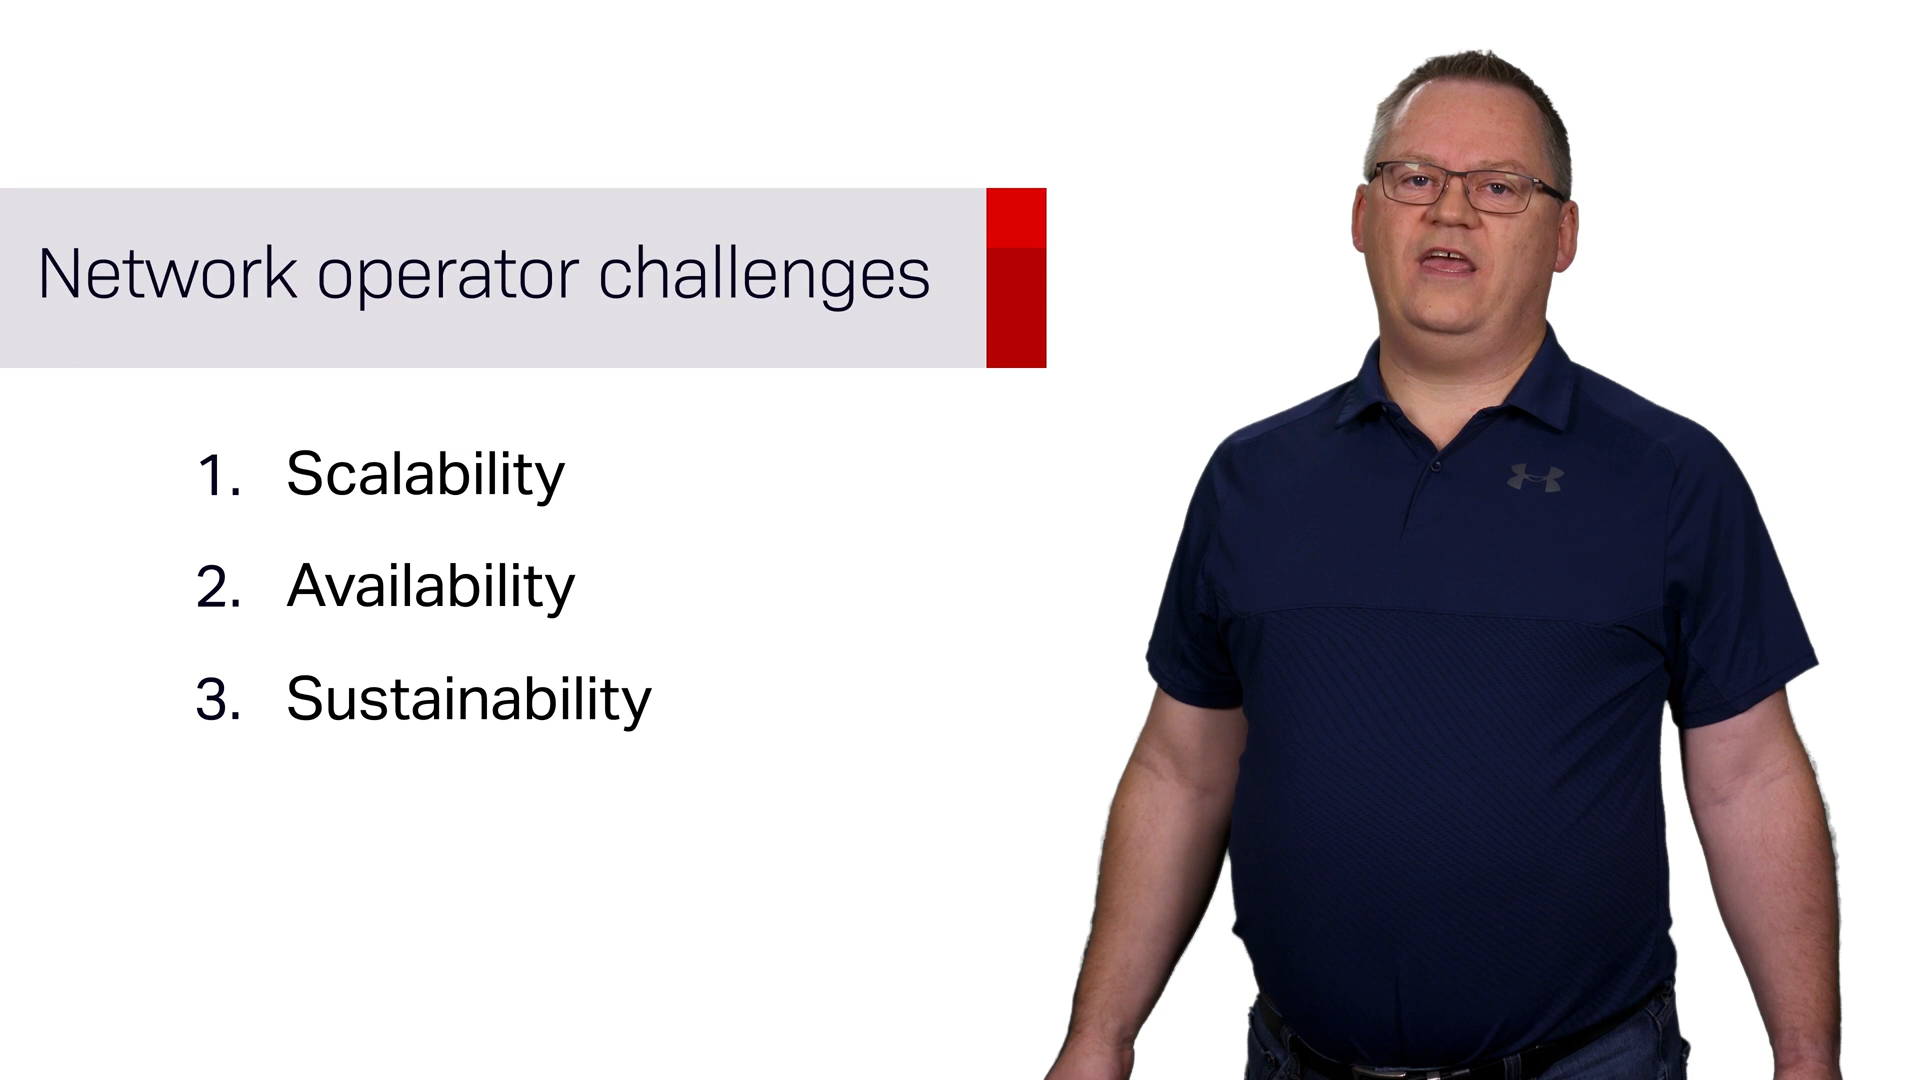 Network operator challenges
1. Scalability
2. Availability
3. Sustainability